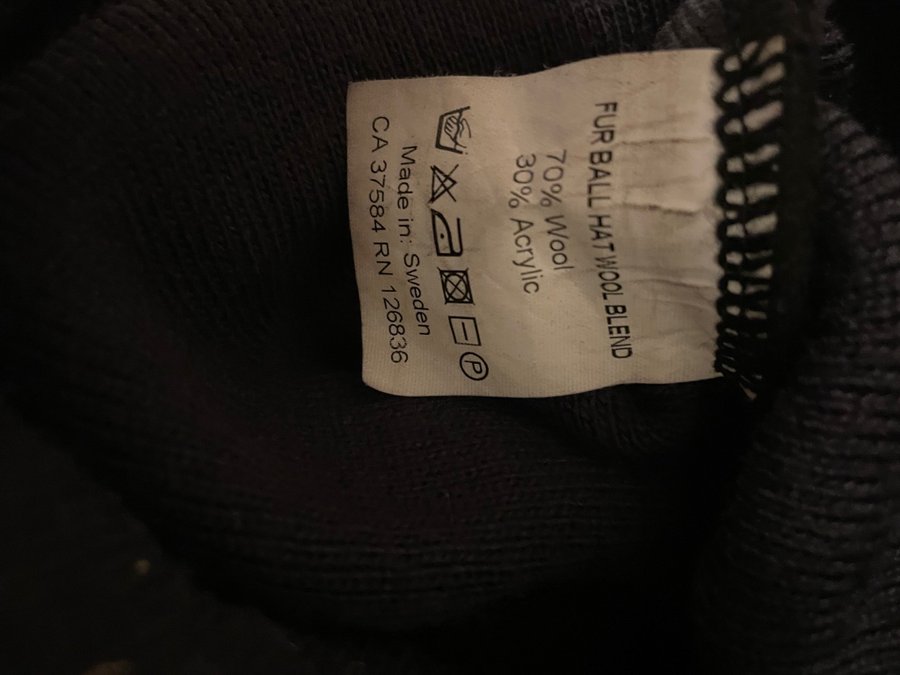 FUR BALL HAT WOOL BLEND
70% Wool
30% Acrylic
P
Made in: Sweden
CA 37584 RN 126836